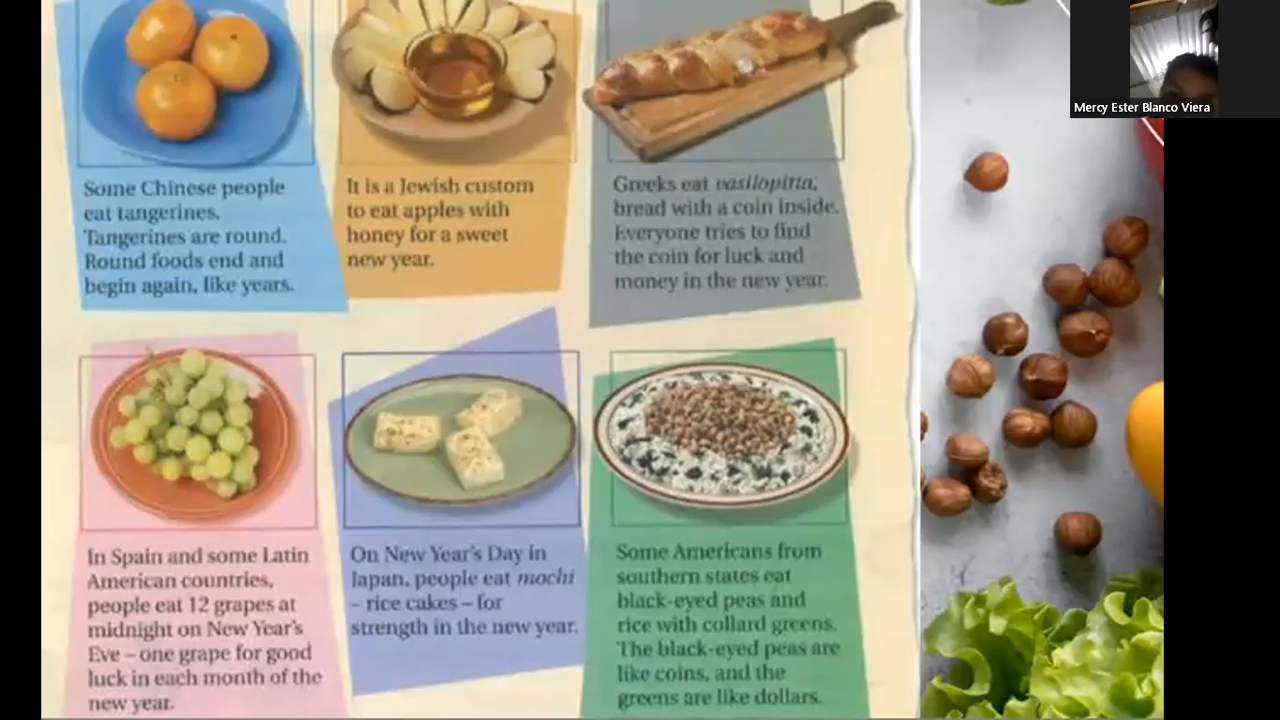 Mercy Ester Blanco Viera
Some Chinese people
eat tangerines.
Tangerines are round.
Round foods end and
begin again, like years.
It is a Jewish custom
to eat apples with
honey for a sweet
new year.
Greeks eat vasilopitta,
bread with a coin inside.
Everyone tries to find
the coin for luck and
money in the new year.
In Spain and some Latin
American countries,
people eat 12 grapes at
midnight on New Year's
Eve – one grape for good
luck in each month of the
new year.
On New Year's Day in
Japan, people eat mochi
– rice cakes – for
strength in the new year.
Some Americans from
southern states eat
black-eyed peas and
rice with collard greens.
The black-eyed peas are
like coins, and the
greens are like dollars.